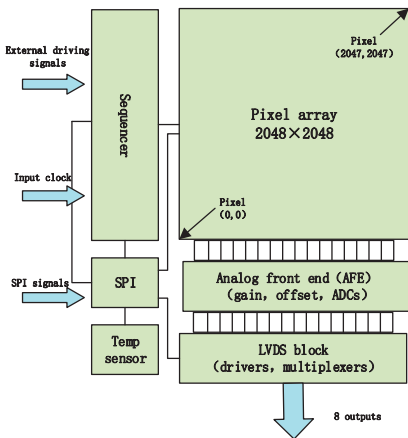 External driving
signals
Sequencer
Input clock
SPI signals
SPI
Temp
sensor
Pixel
(2047,2047)
Pixel array
2048×2048
Pixel
(0,0)
Analog front end (AFE)
(gain, offset, ADCs)
LVDS block
(drivers, multiplexers)
8 outputs